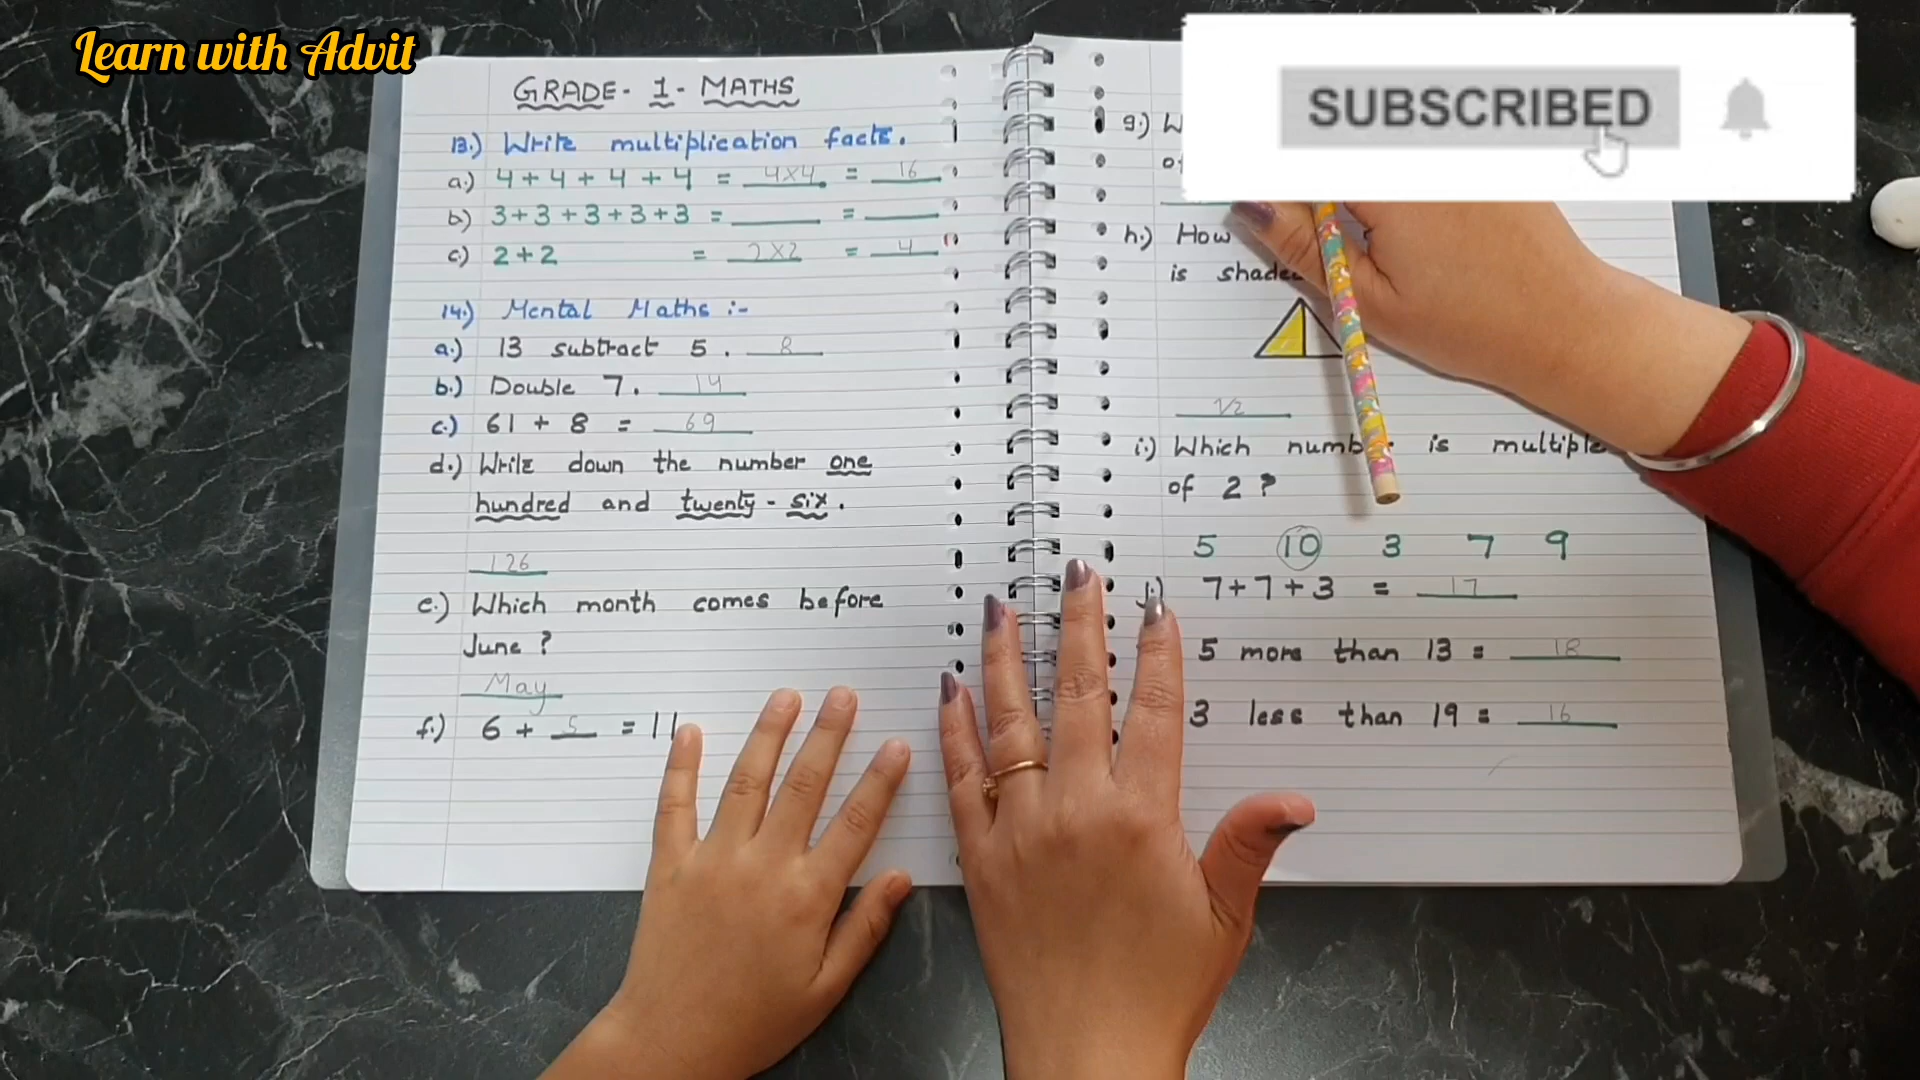 Learn with Advit
GRADE - 1 - MATHS
13.) Write multiplication facts.
a.) 4 + 4 + 4 + 4 = 4x4 = 16
b) 3 + 3 + 3 + 3 + 3 = ____ = ____
c.) 2 + 2 = 2x2 = 4
14.) Mental Maths :-
a.) 13 subtract 5 . 8
b.) Double 7. 14
c.) 61 + 8 = 69
d.) Write down the number one
hundred and twenty - six .
126
e.) Which month comes before
June ?
May
f.) 6 + 5 = 11
SUBSCRIBED
g.)
h.) How
is
1/2
i.) Which is multiple
of 2 ?
5 10 3 7 9
j.) 7 + 7 + 3 = 17
5 more than 13 = 18
3 less than 19 = 16